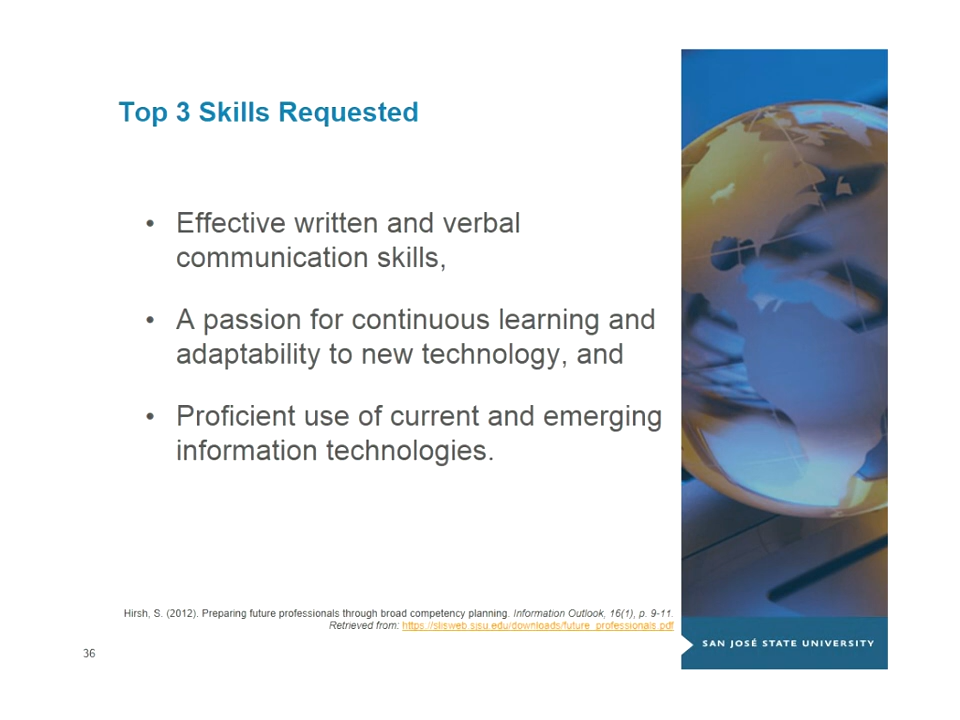 Top 3 Skills Requested
• Effective written and verbal
communication skills,
• A passion for continuous learning and
adaptability to new technology, and
• Proficient use of current and emerging
information technologies.
Hirsh, S. (2012). Preparing future professionals through broad competency planning. Information Outlook, 16(1), p. 9-11.
Retrieved from: https://slisweb.sjsu.edu/downloads/future_professionals.pdf
36
SAN JOSÉ STATE UNIVERSITY